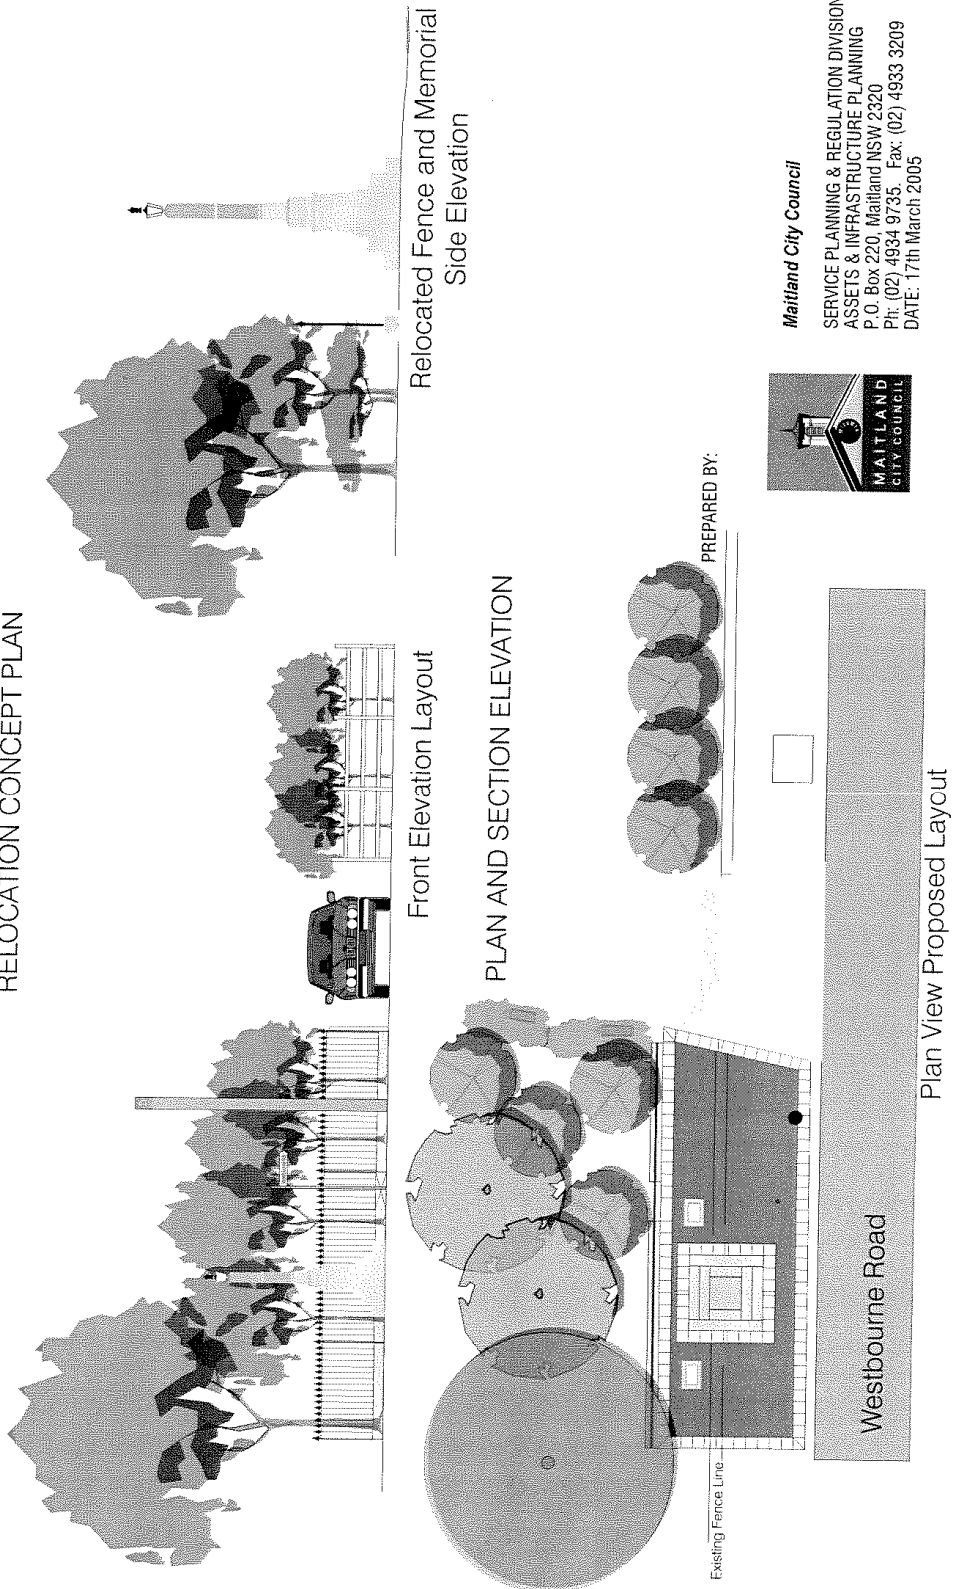 RELOCATION CONCEPT PLAN
Front Elevation Layout
Relocated Fence and Memorial
Side Elevation
PLAN AND SECTION ELEVATION
Existing Fence Line
Westbourne Road
Plan View Proposed Layout
PREPARED BY:
MAITLAND
CITY COUNCIL
Maitland City Council
SERVICE PLANNING & REGULATION DIVISION
ASSETS & INFRASTRUCTURE PLANNING
P.O. Box 220, Maitland NSW 2320
Ph: (02) 4934 9735. Fax: (02) 4933 3209
DATE: 17th March 2005